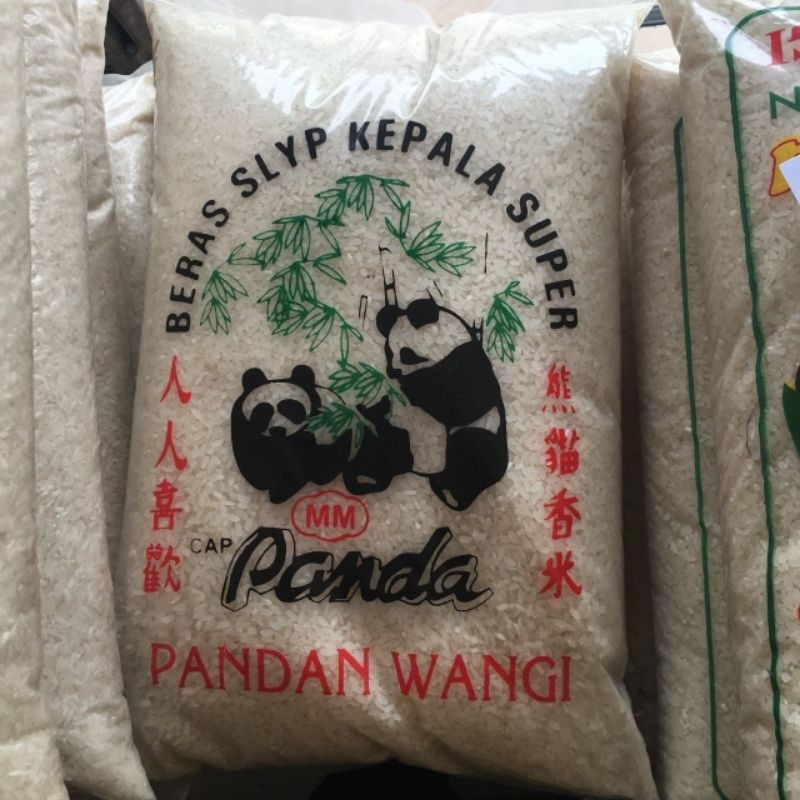 BERAS SLYP KEPALA SUPER
人人喜歡
熊貓香米
MM
CAP Panda
PANDAN WANGI